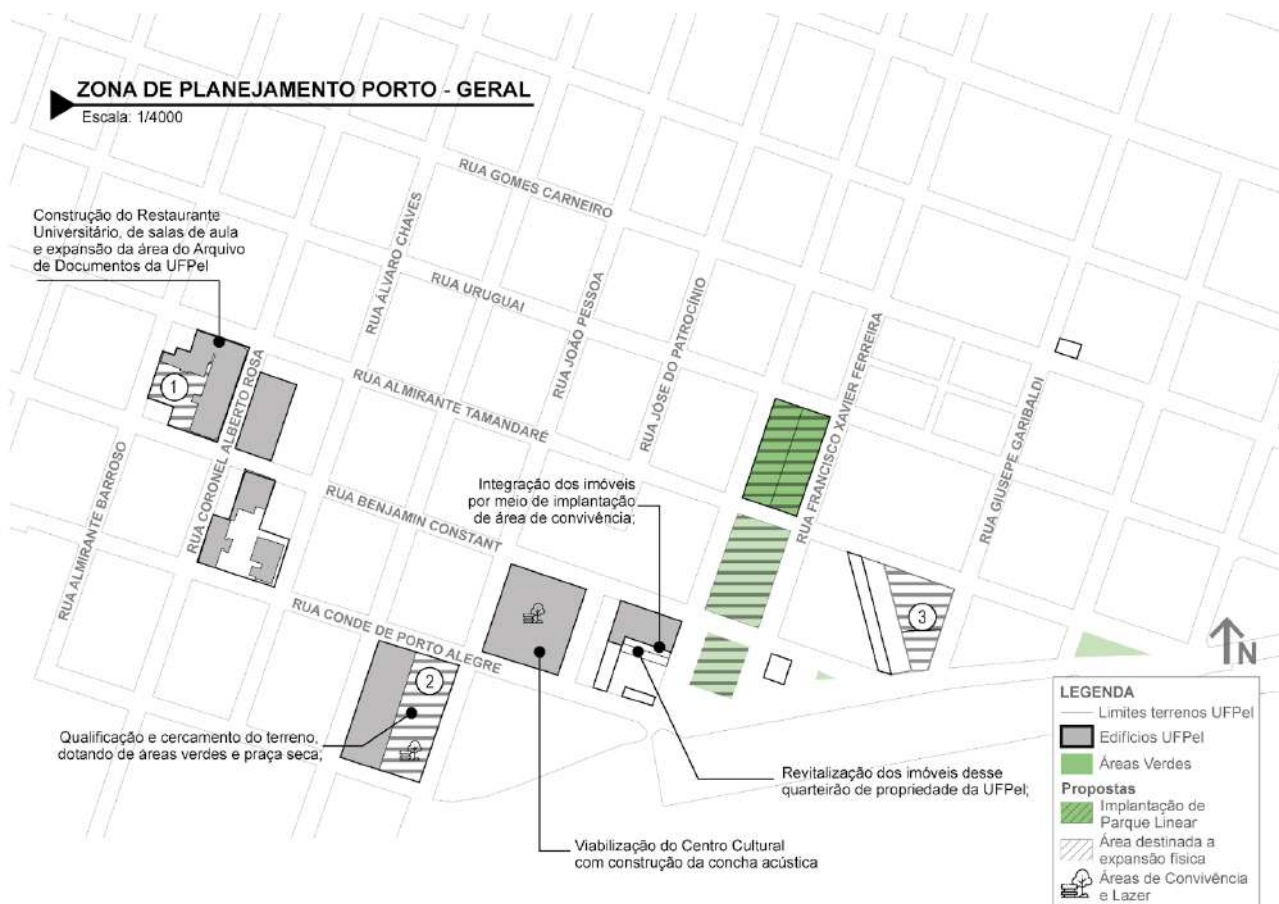 ZONA DE PLANEJAMENTO PORTO - GERAL
Escala: 1/4000
RUA GOMES CARNEIRO
Construção do Restaurante
Universitário, de salas de aula
e expansão da área do Arquivo
de Documentos da UFPel
RUA ÁLVARO CHAVES
RUA URUGUAI
RUA JOÃO PESSOA
RUA JÓSE DO PATROCÍNIO
RUA FRANCISCO XAVIER FERREIRA
RUA GIUSEPE GARIBALDI
1
RUA CORONEL ALBERTO ROSA
RUA ALMIRANTE TAMANDARÉ
RUA ALMIRANTE BARROSO
RUA BENJAMIN CONSTANT
Integração dos imóveis
por meio de implantação
de área de convivência;
3
RUA CONDE DE PORTO ALEGRE
2
N
Qualificação e cercamento do terreno,
dotando de áreas verdes e praça seca;
Revitalização dos imóveis desse
quarteirão de propriedade da UFPel;
Viabilização do Centro Cultural
com construção da concha acústica
LEGENDA
Limites terrenos UFPel
Edifícios UFPel
Áreas Verdes
Propostas
Implantação de
Parque Linear
Área destinada a
expansão física
Áreas de Convivência
e Lazer